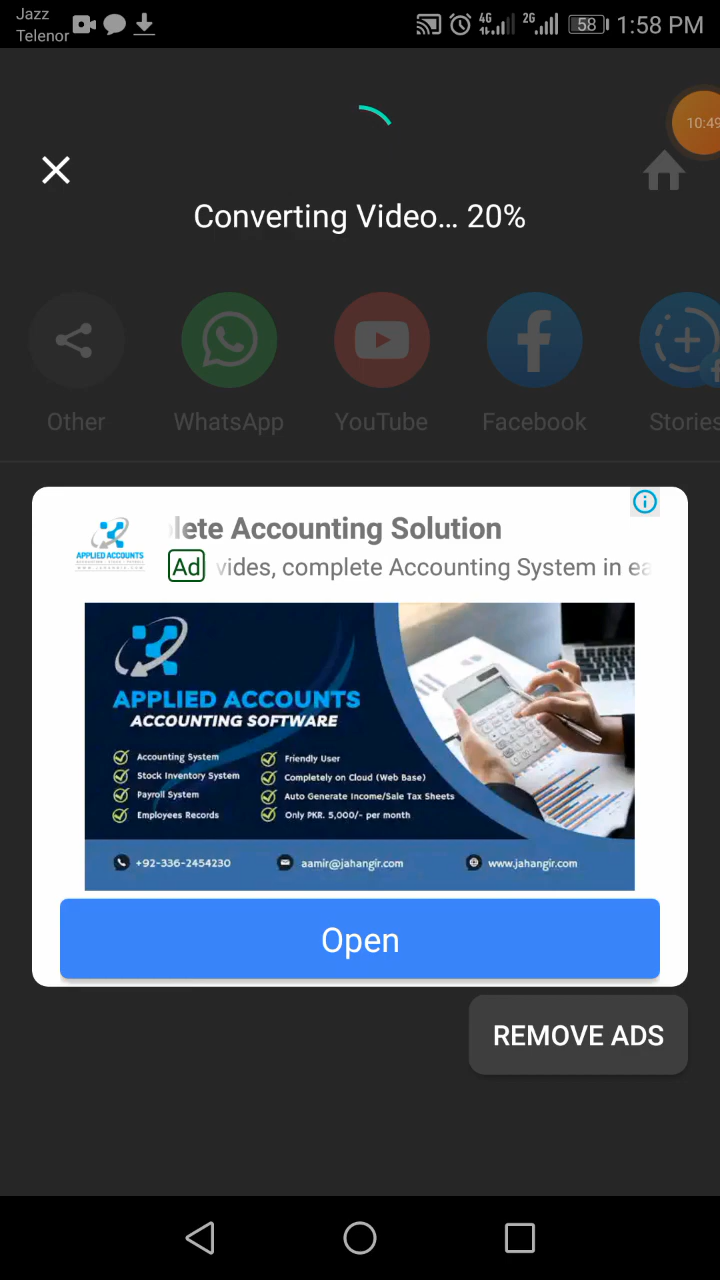 Jazz
Telenor
4G
2G
58
1:58 PM
10:49
Converting Video... 20%
Other
WhatsApp
YouTube
Facebook
Stories
APPLIED ACCOUNTS
lete Accounting Solution
Ad vides, complete Accounting System in ea
APPLIED ACCOUNTS
ACCOUNTING SOFTWARE
Accounting System
Stock Inventory System
Payroll System
Employees Records
Friendly User
Completely on Cloud (Web Base)
Auto Generate Income/Sale Tax Sheets
Only PKR. 5,000/- per month
+92-336-2454230
aamir@jahangir.com
www.jahangir.com
Open
REMOVE ADS